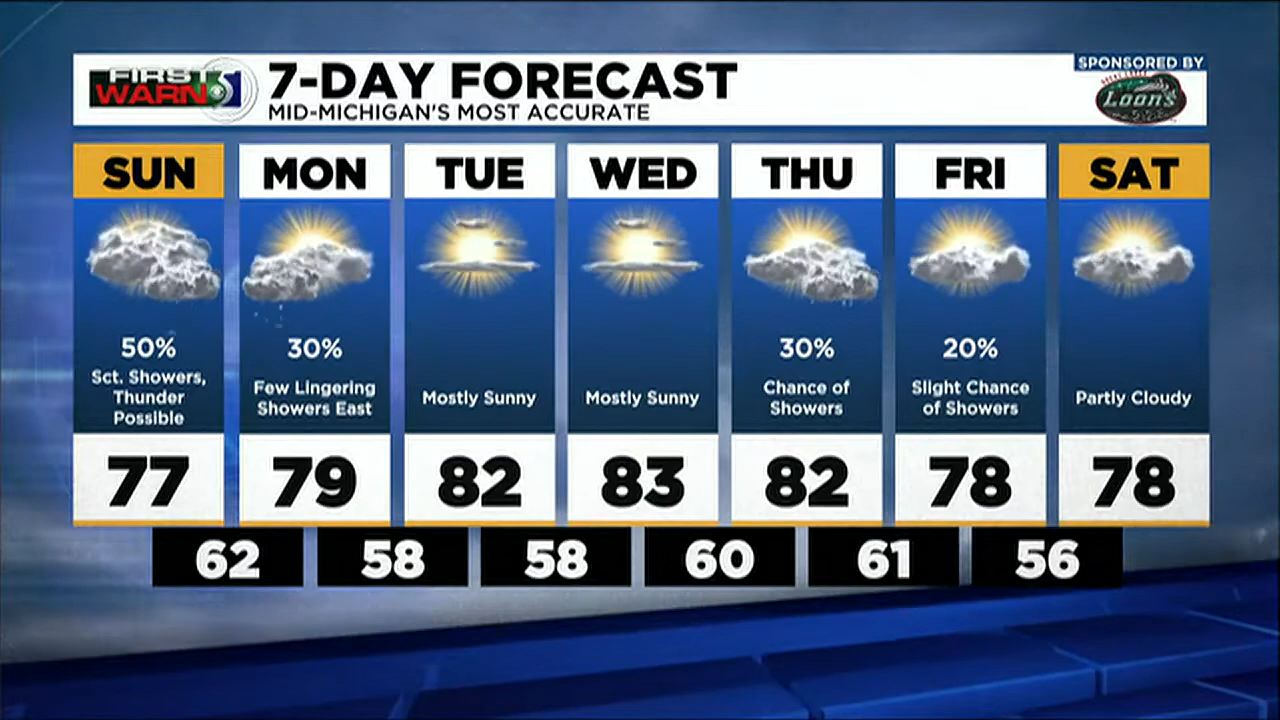 FIRST
WARN 5
7-DAY FORECAST
MID-MICHIGAN'S MOST ACCURATE
SPONSORED BY
Loons
SUN
MON
TUE
WED
THU
FRI
SAT
50%
Sct. Showers,
Thunder
Possible
30%
Few Lingering
Showers East
Mostly Sunny
Mostly Sunny
30%
Chance of
Showers
20%
Slight Chance
of Showers
Partly Cloudy
77
79
82
83
82
78
78
62
58
58
60
61
56